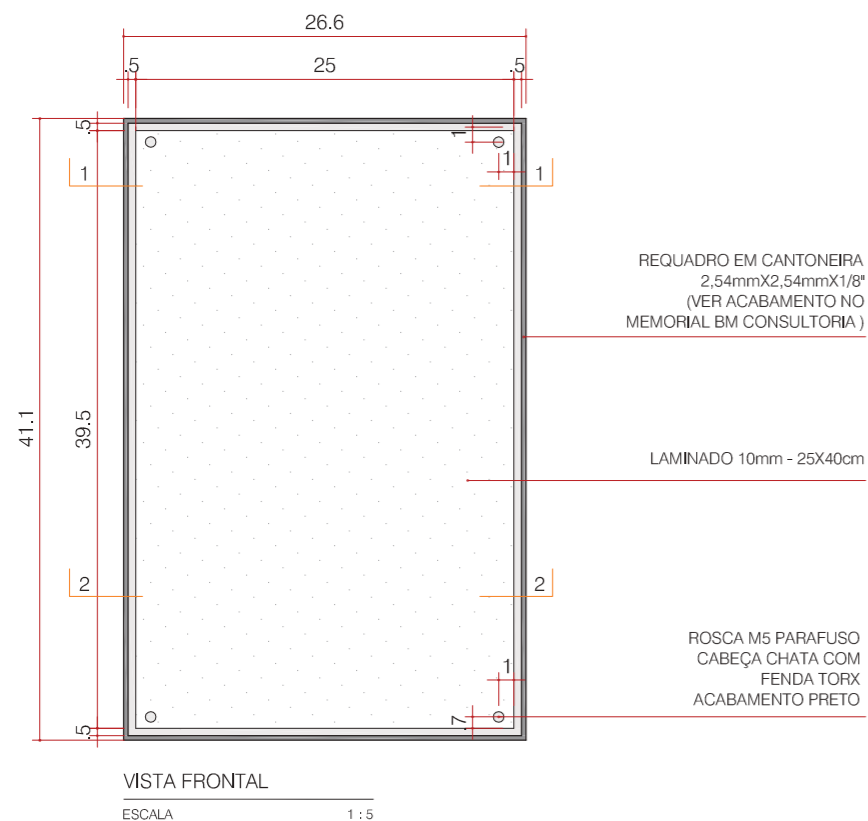 26.6
.5
25
.5
.5
1
1
1
1
REQUADRO EM CANTONEIRA
2,54mmX2,54mmX1/8"
(VER ACABAMENTO NO
MEMORIAL BM CONSULTORIA )
41.1
39.5
LAMINADO 10mm - 25X40cm
2
2
ROSCA M5 PARAFUSO
CABEÇA CHATA COM
FENDA TORX
ACABAMENTO PRETO
1
.7
.5
VISTA FRONTAL
ESCALA 1 : 5